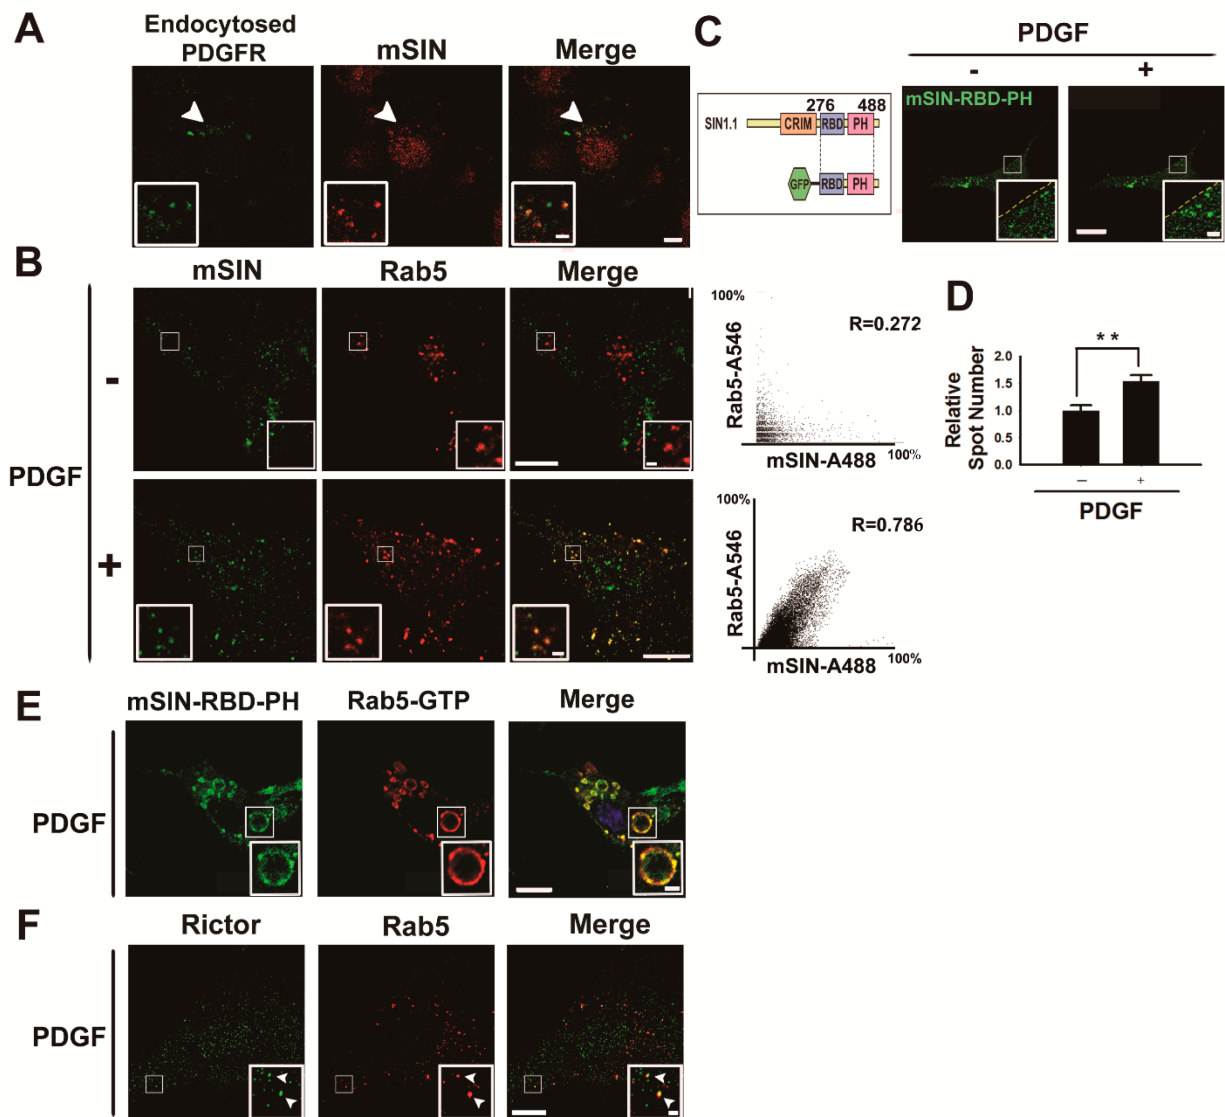 A
Endocytosed
PDGFR
mSIN
Merge
C
PDGF
- +
276 488
SIN1.1 CRIM RBD PH
GFP RBD PH
mSIN-RBD-PH
B
mSIN Rab5 Merge
PDGF
-
+
100%
Rab5-A546
R=0.272
mSIN-A488
100%
100%
Rab5-A546
R=0.786
mSIN-A488
100%
D
Relative
Spot Number
2.0
1.5
1.0
0.5
0.0
**
– +
PDGF
E
mSIN-RBD-PH Rab5-GTP Merge
PDGF
F
Rictor Rab5 Merge
PDGF